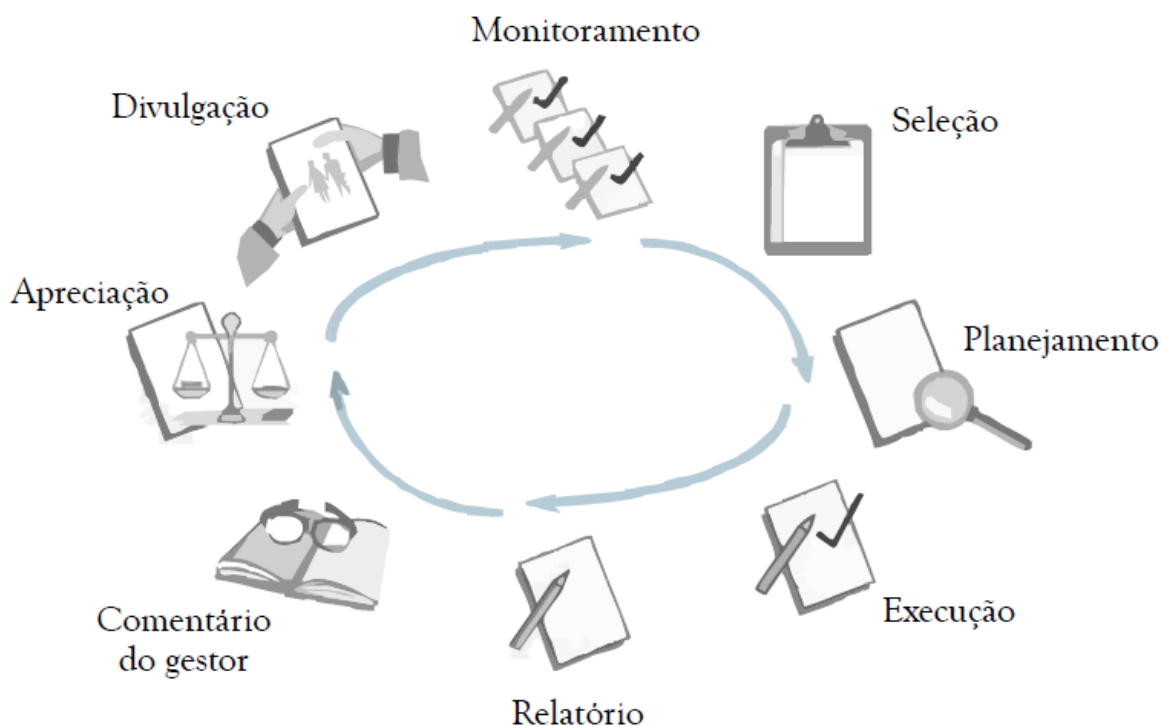 Monitoramento
Seleção
Planejamento
Execução
Relatório
Comentário
do gestor
Apreciação
Divulgação